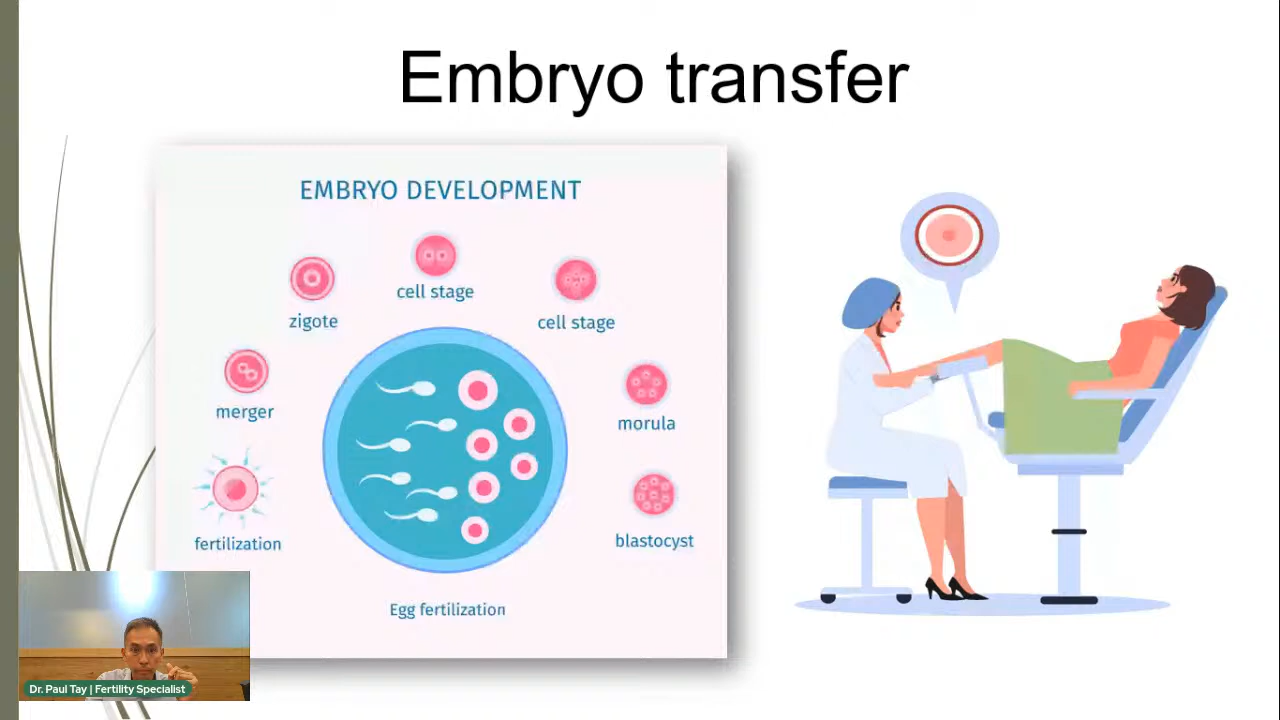 Embryo transfer
EMBRYO DEVELOPMENT
cell stage
zigote
cell stage
merger
morula
fertilization
blastocyst
Egg fertilization
Dr. Paul Tay | Fertility Specialist